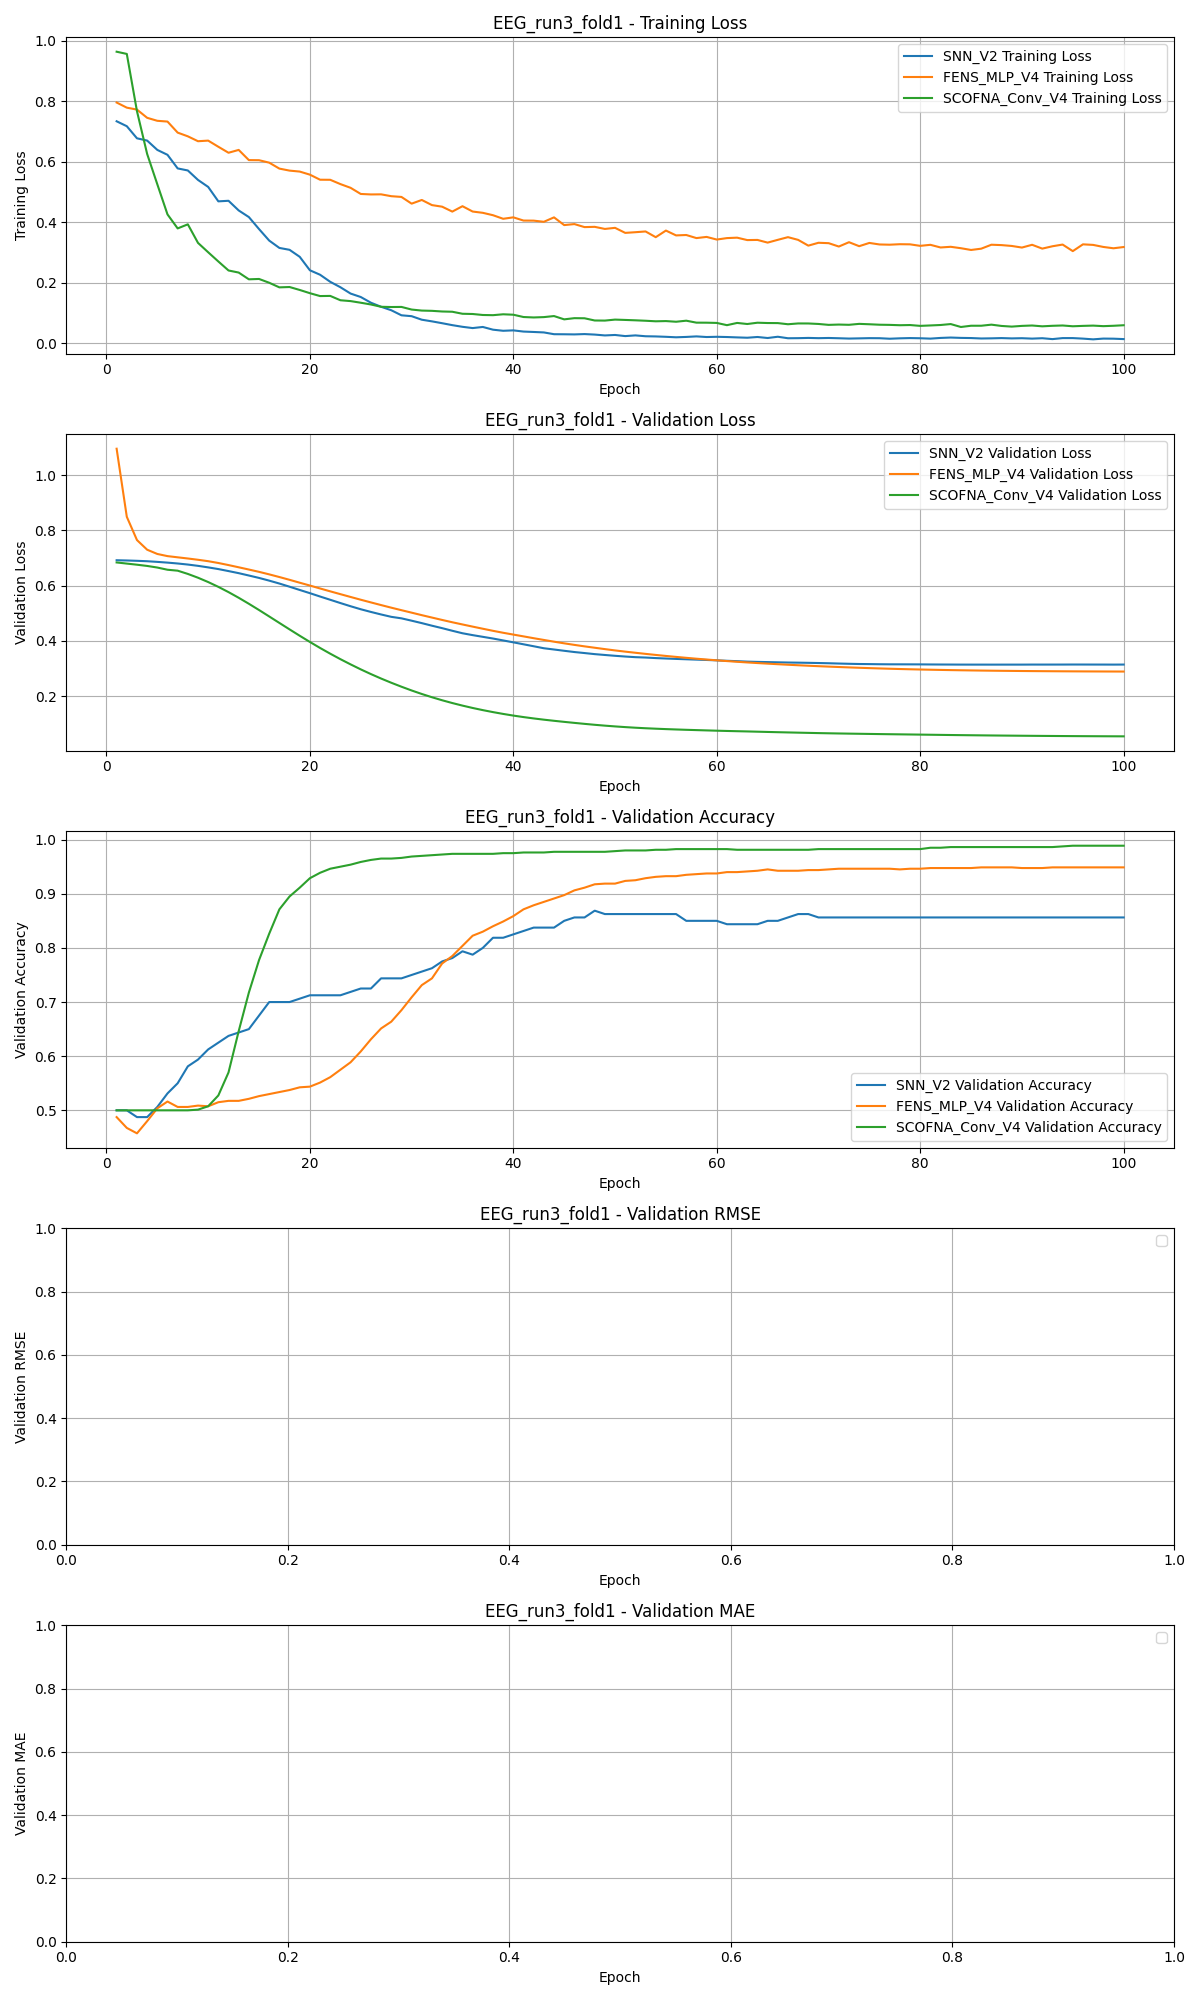 EEG_run3_fold1 - Training Loss
1.0
0.8
0.6
0.4
0.2
0.0
Training Loss
SNN_V2 Training Loss
FENS_MLP_V4 Training Loss
SCOFNA_Conv_V4 Training Loss
0 20 40 60 80 100
Epoch
EEG_run3_fold1 - Validation Loss
1.0
0.8
0.6
0.4
0.2
Validation Loss
SNN_V2 Validation Loss
FENS_MLP_V4 Validation Loss
SCOFNA_Conv_V4 Validation Loss
0 20 40 60 80 100
Epoch
EEG_run3_fold1 - Validation Accuracy
1.0
0.9
0.8
0.7
0.6
0.5
Validation Accuracy
SNN_V2 Validation Accuracy
FENS_MLP_V4 Validation Accuracy
SCOFNA_Conv_V4 Validation Accuracy
0 20 40 60 80 100
Epoch
EEG_run3_fold1 - Validation RMSE
1.0
0.8
0.6
0.4
0.2
0.0
Validation RMSE
0.0 0.2 0.4 0.6 0.8 1.0
Epoch
EEG_run3_fold1 - Validation MAE
1.0
0.8
0.6
0.4
0.2
0.0
Validation MAE
0.0 0.2 0.4 0.6 0.8 1.0
Epoch